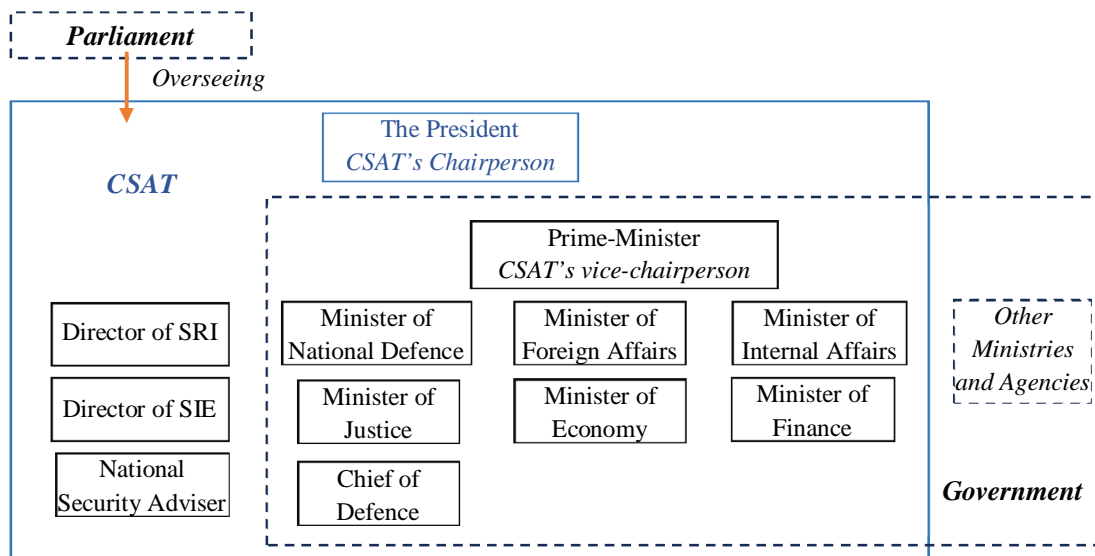 Parliament
Overseeing
The President
CSAT's Chairperson
CSAT
Prime-Minister
CSAT's vice-chairperson
Director of SRI
Minister of
National Defence
Minister of
Foreign Affairs
Minister of
Internal Affairs
Other
Ministries
and Agencies
Director of SIE
Minister of
Justice
Minister of
Economy
Minister of
Finance
National
Security Adviser
Chief of
Defence
Government